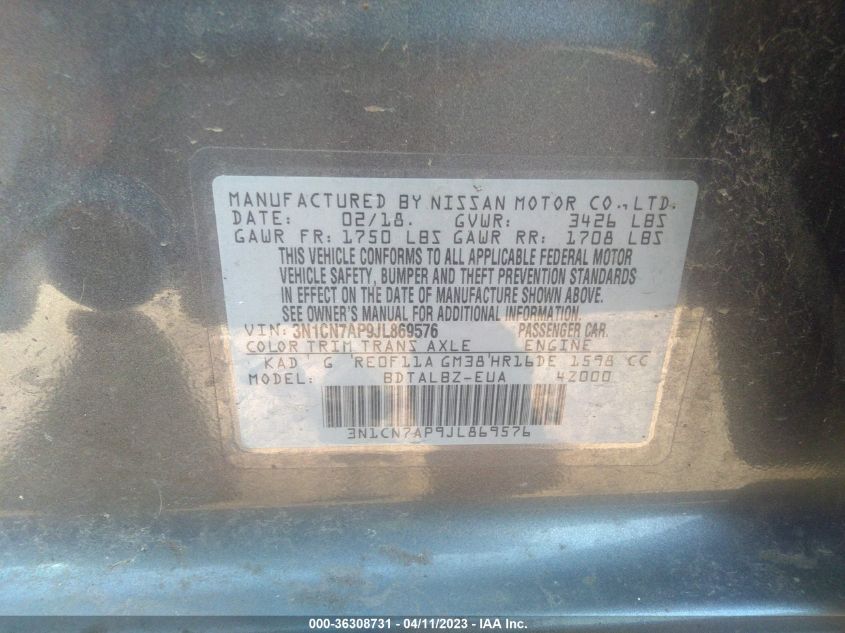 MANUFACTURED BY NISSAN MOTOR CO.,LTD.
DATE: 02/18. GVWR: 3426 LBS
GAWR FR: 1750 LBS GAWR RR: 1708 LBS
THIS VEHICLE CONFORMS TO ALL APPLICABLE FEDERAL MOTOR
VEHICLE SAFETY, BUMPER AND THEFT PREVENTION STANDARDS
IN EFFECT ON THE DATE OF MANUFACTURE SHOWN ABOVE.
SEE OWNER'S MANUAL FOR ADDITIONAL INFORMATION.
VIN: 3N1CN7AP9JL869576 PASSENGER CAR.
COLOR TRIM TRANS AXLE ENGINE
KAD' G 'RE0F11A GM38'HR16DE 1598 CC
MODEL: BDTALBZ-EUA 42000
3N1CN7AP9JL869576
000-36308731 - 04/11/2023 - IAA Inc.